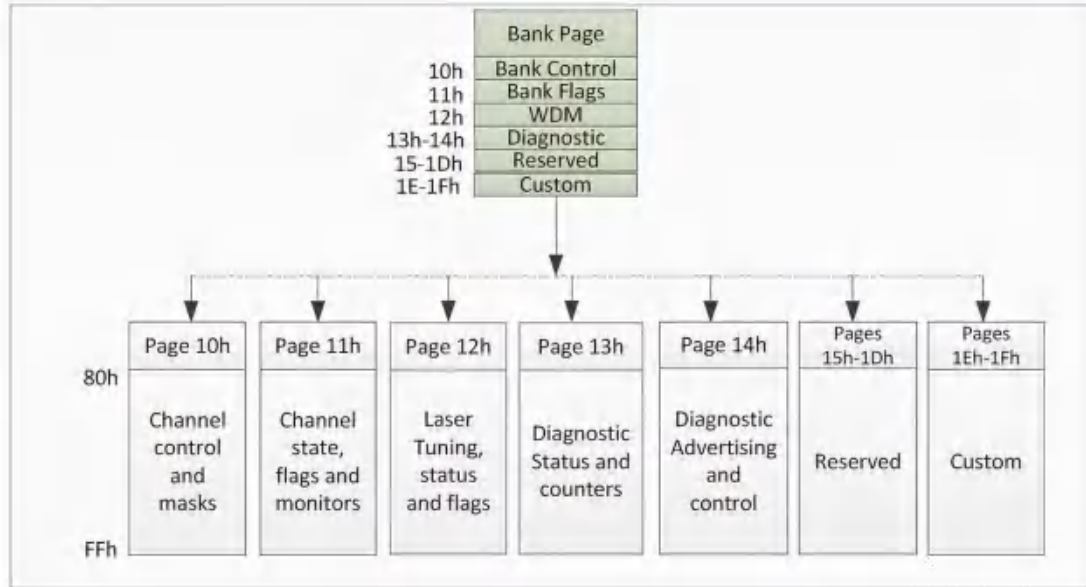 Bank Page
10h Bank Control
11h Bank Flags
12h WDM
13h-14h Diagnostic
15-1Dh Reserved
1E-1Fh Custom
Page 10h
Page 11h
Page 12h
Page 13h
Page 14h
Pages
15h-1Dh
Pages
1Eh-1Fh
80h
Channel
control
and
masks
Channel
state,
flags and
monitors
Laser
Tuning,
status
and flags
Diagnostic
Status and
counters
Diagnostic
Advertising
and
control
Reserved
Custom
FFh